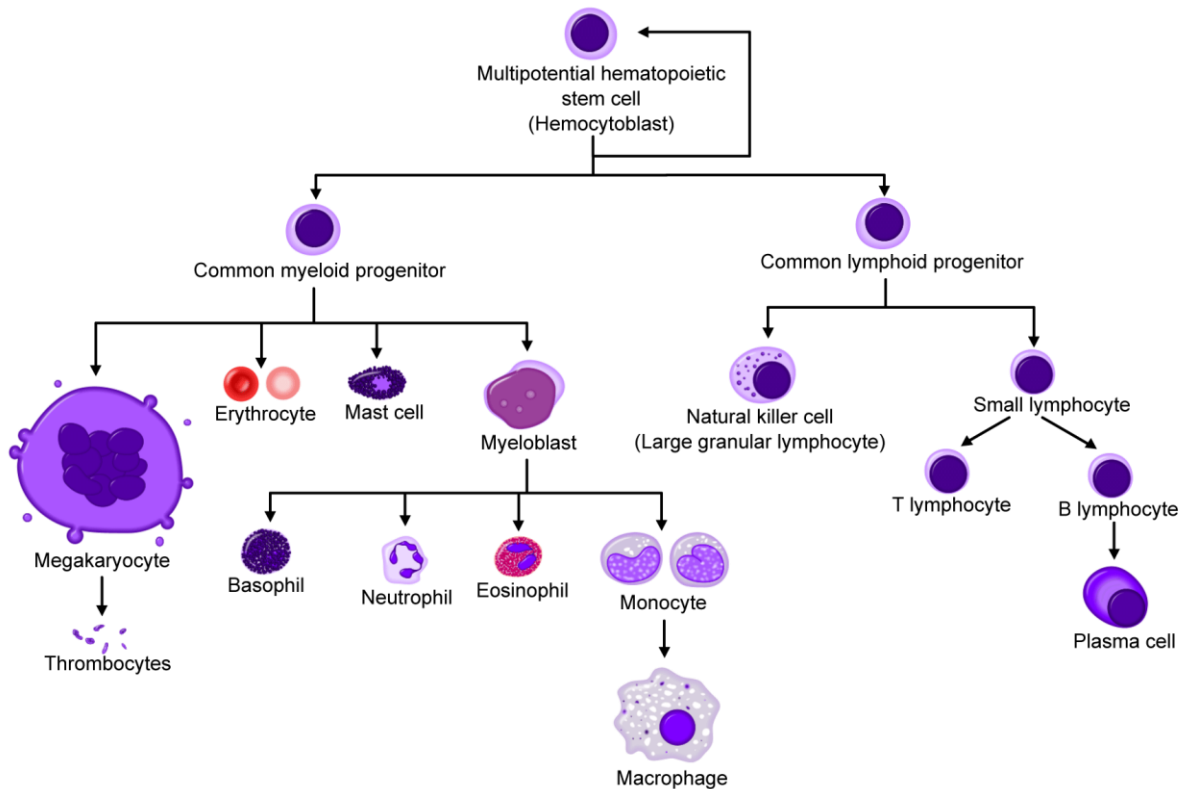 Multipotential hematopoietic
stem cell
(Hemocytoblast)
Common myeloid progenitor
Common lymphoid progenitor
Erythrocyte
Mast cell
Myeloblast
Natural killer cell
(Large granular lymphocyte)
Small lymphocyte
T lymphocyte
B lymphocyte
Megakaryocyte
Basophil
Neutrophil
Eosinophil
Monocyte
Plasma cell
Thrombocytes
Macrophage